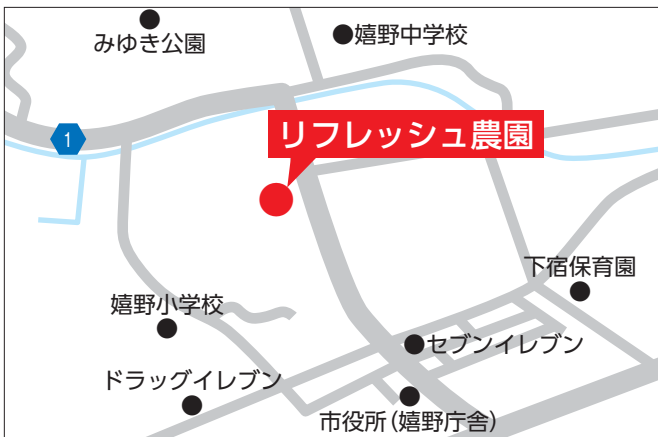 みゆき公園
嬉野中学校
1
リフレッシュ農園
下宿保育園
嬉野小学校
セブンイレブン
ドラッグイレブン
市役所(嬉野庁舎)